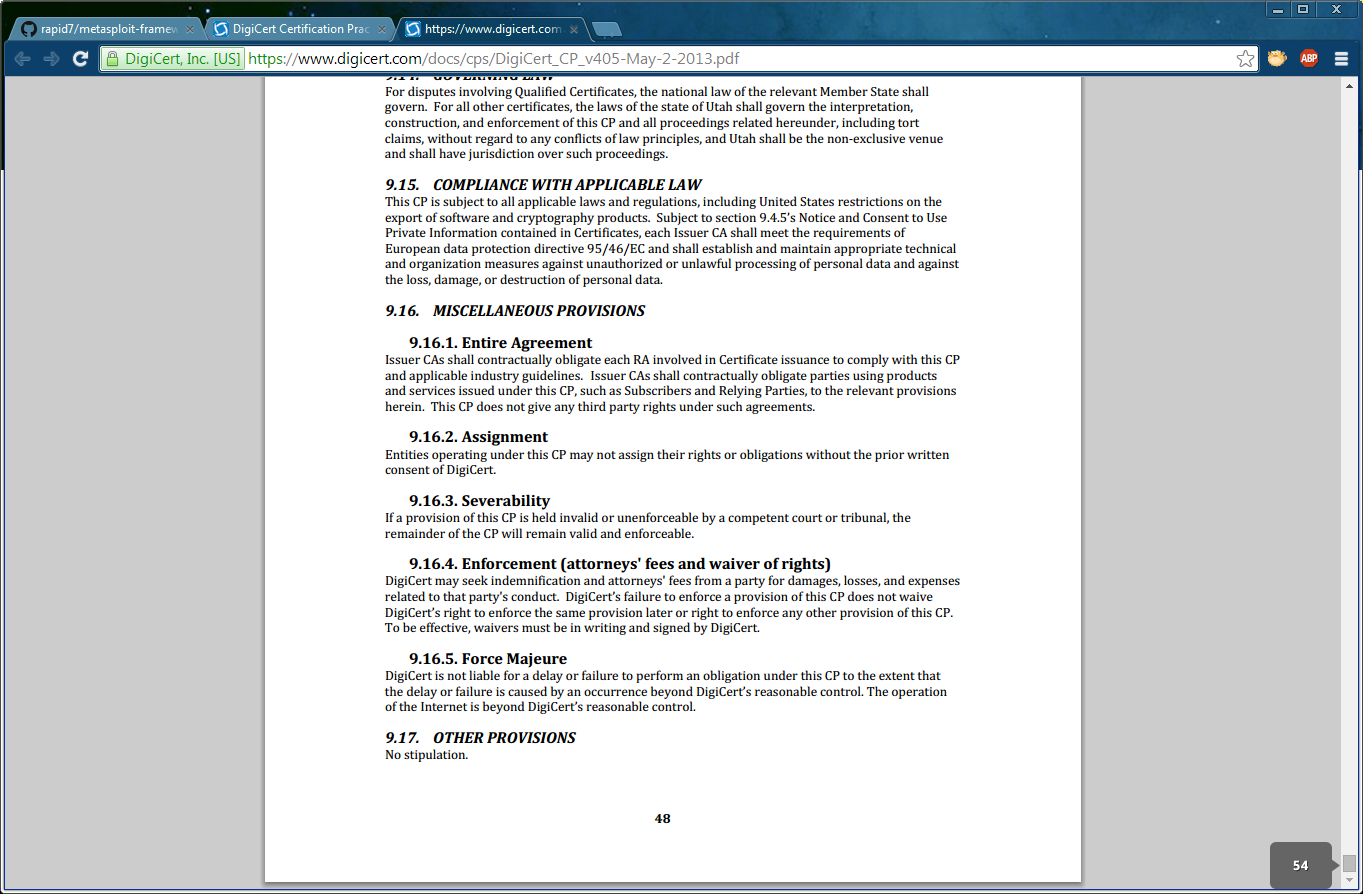 rapid7/metasploit-framew
DigiCert Certification Prac
https://www.digicert.com
DigiCert, Inc. [US]
https://www.digicert.com/docs/cps/DigiCert_CP_v405-May-2-2013.pdf
ABP
9.14. GOVERNING LAW
For disputes involving Qualified Certificates, the national law of the relevant Member State shall
govern. For all other certificates, the laws of the state of Utah shall govern the interpretation,
construction, and enforcement of this CP and all proceedings related hereunder, including tort
claims, without regard to any conflicts of law principles, and Utah shall be the non-exclusive venue
and shall have jurisdiction over such proceedings.
9.15. COMPLIANCE WITH APPLICABLE LAW
This CP is subject to all applicable laws and regulations, including United States restrictions on the
export of software and cryptography products. Subject to section 9.4.5's Notice and Consent to Use
Private Information contained in Certificates, each Issuer CA shall meet the requirements of
European data protection directive 95/46/EC and shall establish and maintain appropriate technical
and organization measures against unauthorized or unlawful processing of personal data and against
the loss, damage, or destruction of personal data.
9.16. MISCELLANEOUS PROVISIONS
9.16.1. Entire Agreement
Issuer CAs shall contractually obligate each RA involved in Certificate issuance to comply with this CP
and applicable industry guidelines. Issuer CAs shall contractually obligate parties using products
and services issued under this CP, such as Subscribers and Relying Parties, to the relevant provisions
herein. This CP does not give any third party rights under such agreements.
9.16.2. Assignment
Entities operating under this CP may not assign their rights or obligations without the prior written
consent of DigiCert.
9.16.3. Severability
If a provision of this CP is held invalid or unenforceable by a competent court or tribunal, the
remainder of the CP will remain valid and enforceable.
9.16.4. Enforcement (attorneys' fees and waiver of rights)
DigiCert may seek indemnification and attorneys' fees from a party for damages, losses, and expenses
related to that party's conduct. DigiCert's failure to enforce a provision of this CP does not waive
DigiCert's right to enforce the same provision later or right to enforce any other provision of this CP.
To be effective, waivers must be in writing and signed by DigiCert.
9.16.5. Force Majeure
DigiCert is not liable for a delay or failure to perform an obligation under this CP to the extent that
the delay or failure is caused by an occurrence beyond DigiCert's reasonable control. The operation
of the Internet is beyond DigiCert's reasonable control.
9.17. OTHER PROVISIONS
No stipulation.
48
54